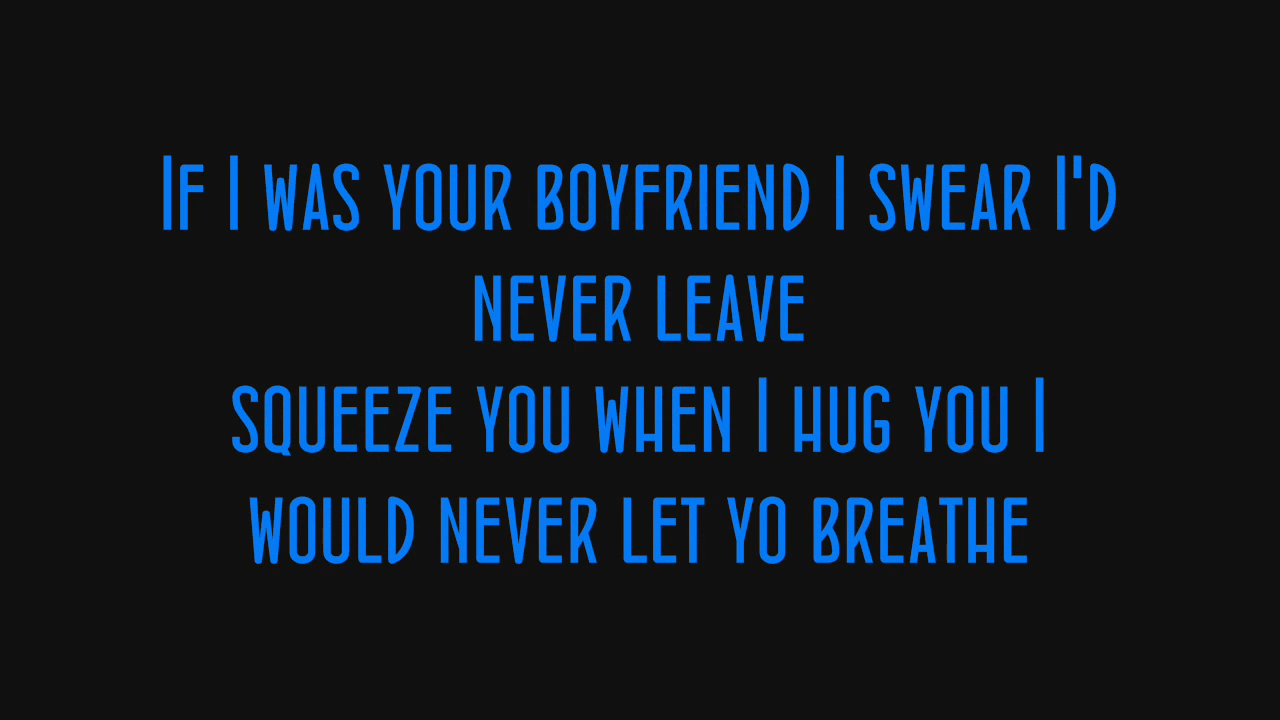 If I was your boyfriend I swear I'd
never leave
squeeze you when I hug you I
would never let yo breathe